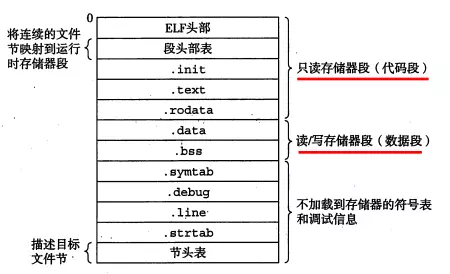 0
将连续的文件
节映射到运行
时存储器段
ELF头部
段头部表
.init
.text
.rodata
只读存储器段（代码段）
.data
.bss
读/写存储器段（数据段）
.symtab
.debug
.line
.strtab
不加载到存储器的符号表
和调试信息
描述目标
文件节
节头表